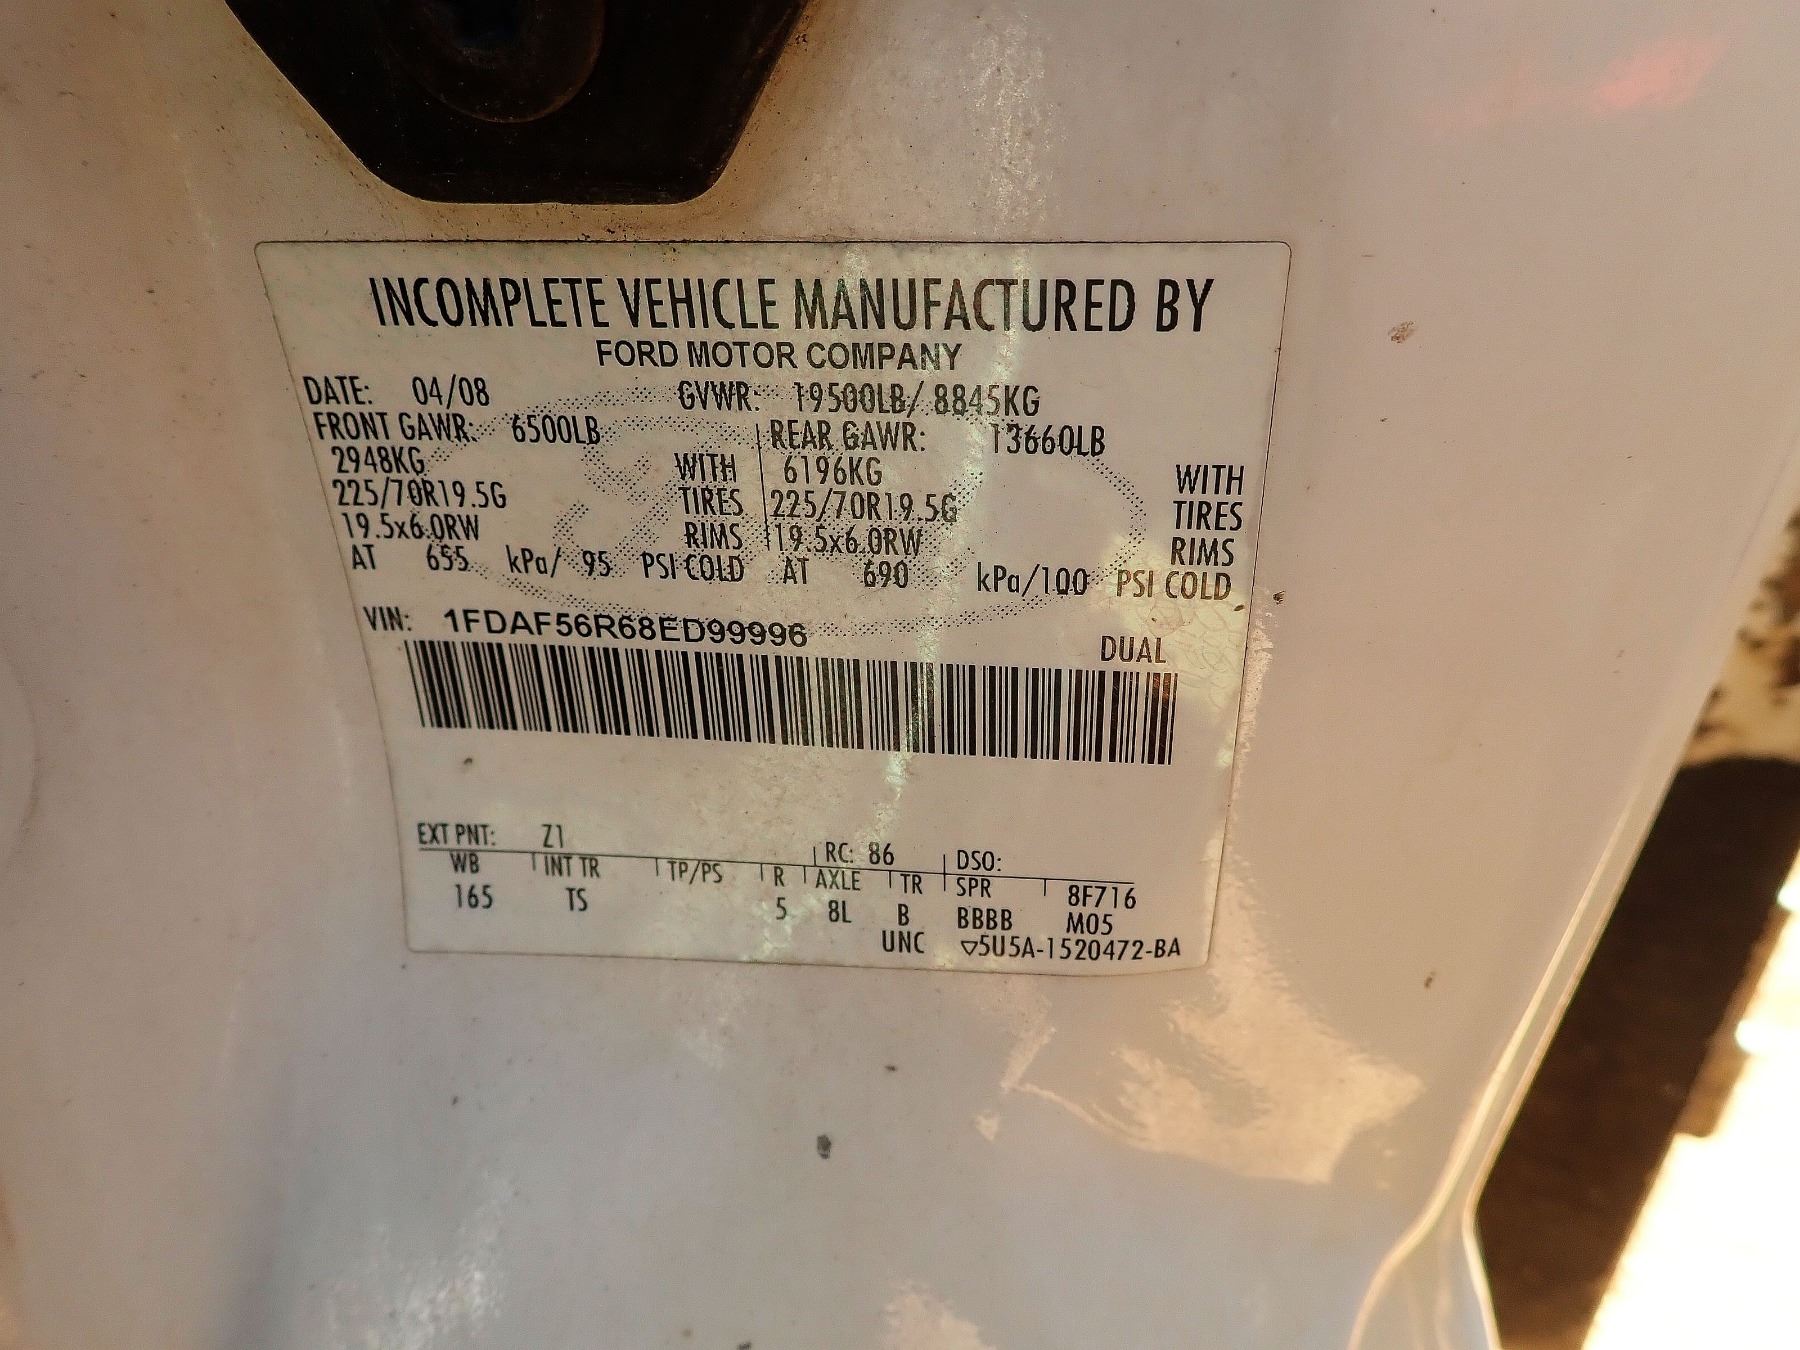 INCOMPLETE VEHICLE MANUFACTURED BY
FORD MOTOR COMPANY
DATE: 04/08 GVWR: 19500LB/ 8845KG
FRONT GAWR: 6500LB REAR GAWR: 13660LB
2948KG WITH 6196KG WITH
225/70R19.5G TIRES 225/70R19.5G TIRES
19.5x6.0RW RIMS 19.5x6.0RW RIMS
AT 655 kPa/ 95 PSI COLD AT 690 kPa/100 PSI COLD
VIN: 1FDAF56R68ED99996
DUAL
EXT PNT: Z1 RC: 86 DSO:
WB INT TR TP/PS R AXLE TR SPR 8F716
165 TS 5 8L B BBBB M05
UNC ▽5U5A-1520472-BA